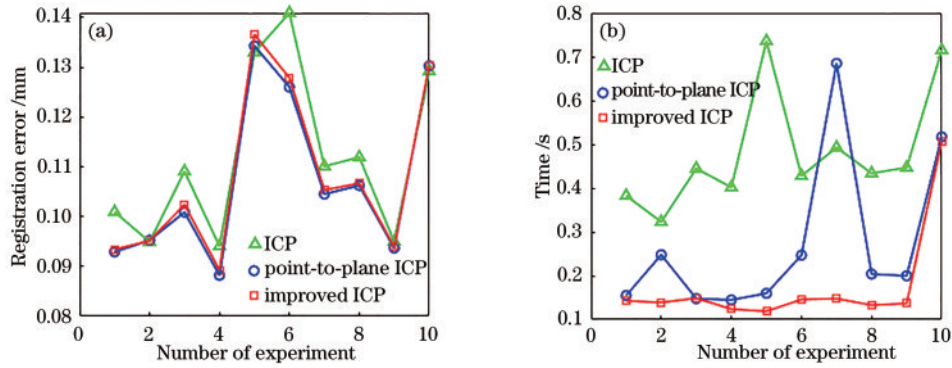 (a)
Registration error /mm
0.14
0.13
0.12
0.11
0.10
0.09
0.08
ICP
point-to-plane ICP
improved ICP
0 2 4 6 8 10
Number of experiment
(b)
Time /s
0.8
0.7
0.6
0.5
0.4
0.3
0.2
0.1
ICP
point-to-plane ICP
improved ICP
0 2 4 6 8 10
Number of experiment